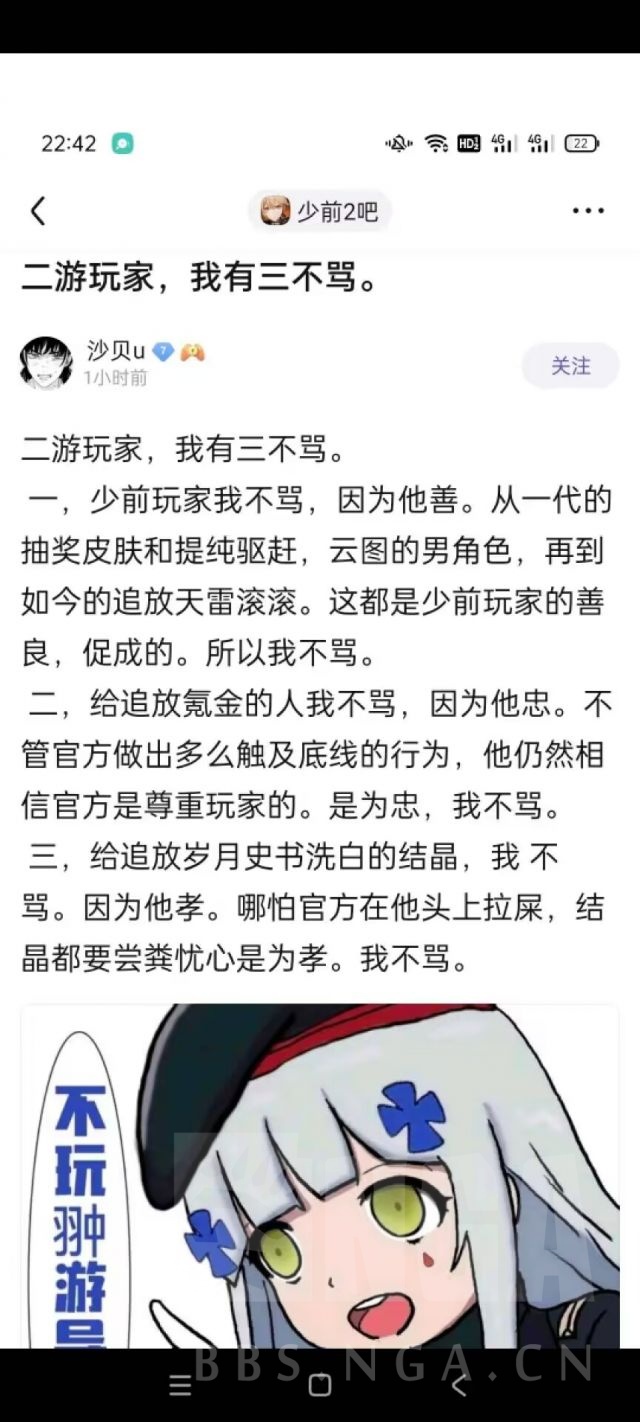 22:42
HD2
4G
4G
22
少前2吧
二游玩家，我有三不骂。
沙贝u
7
1小时前
关注
二游玩家，我有三不骂。
一，少前玩家我不骂，因为他善。从一代的
抽奖皮肤和提纯驱赶，云图的男角色，再到
如今的追放天雷滚滚。这都是少前玩家的善
良，促成的。所以我不骂。
二，给追放氪金的人我不骂，因为他忠。不
管官方做出多么触及底线的行为，他仍然相
信官方是尊重玩家的。是为忠，我不骂。
三，给追放岁月史书洗白的结晶，我 不
骂。因为他孝。哪怕官方在他头上拉屎，结
晶都要尝粪忧心是为孝。我不骂。
不
玩
翀
游
BBS.NGA.CN